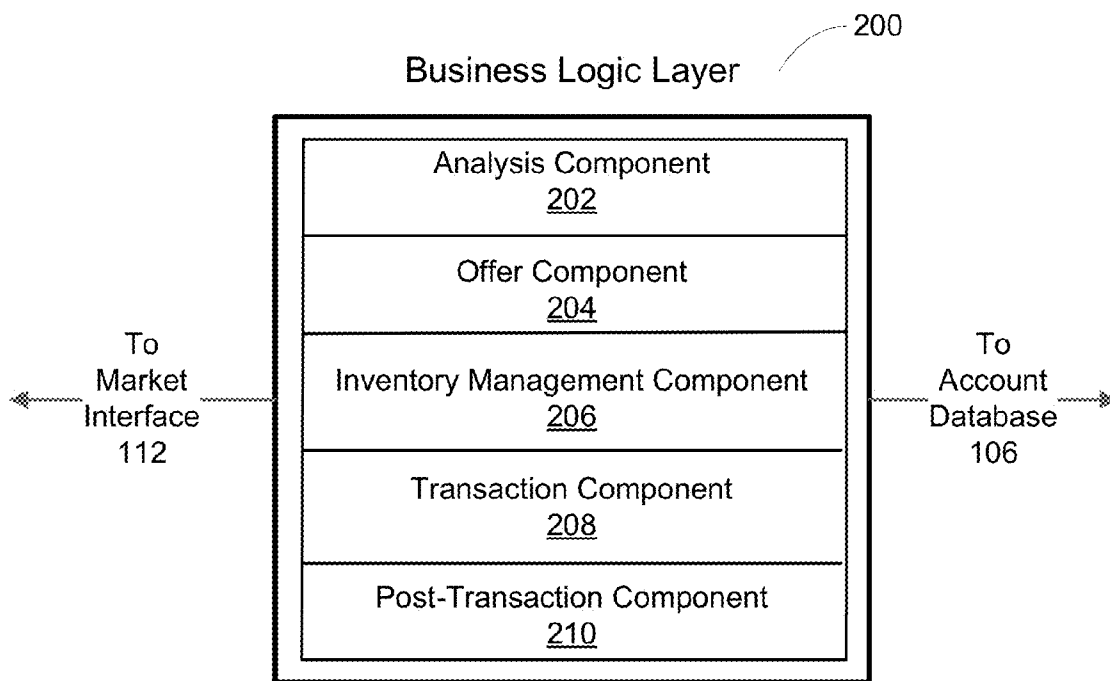 200
Business Logic Layer
Analysis Component
202
Offer Component
204
To
Market
Interface
112
Inventory Management Component
206
To
Account
Database
106
Transaction Component
208
Post-Transaction Component
210